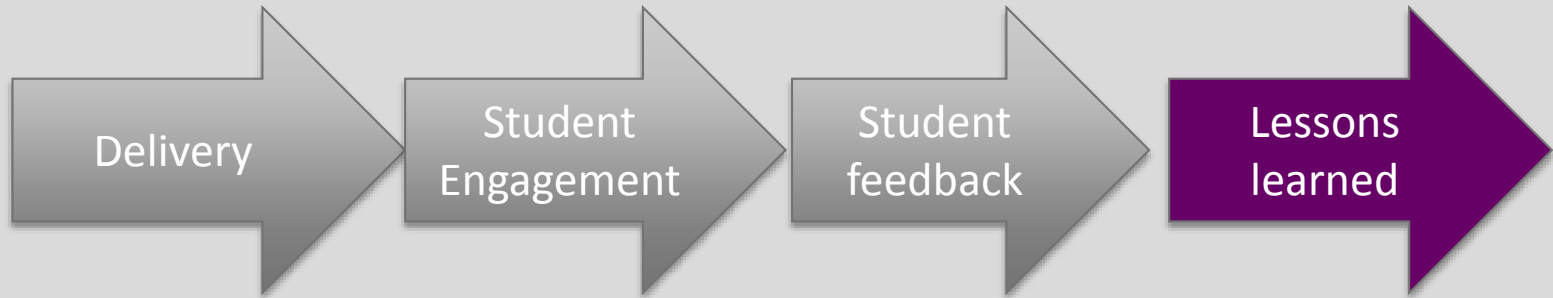 Delivery
Student
Engagement
Student
feedback
Lessons
learned